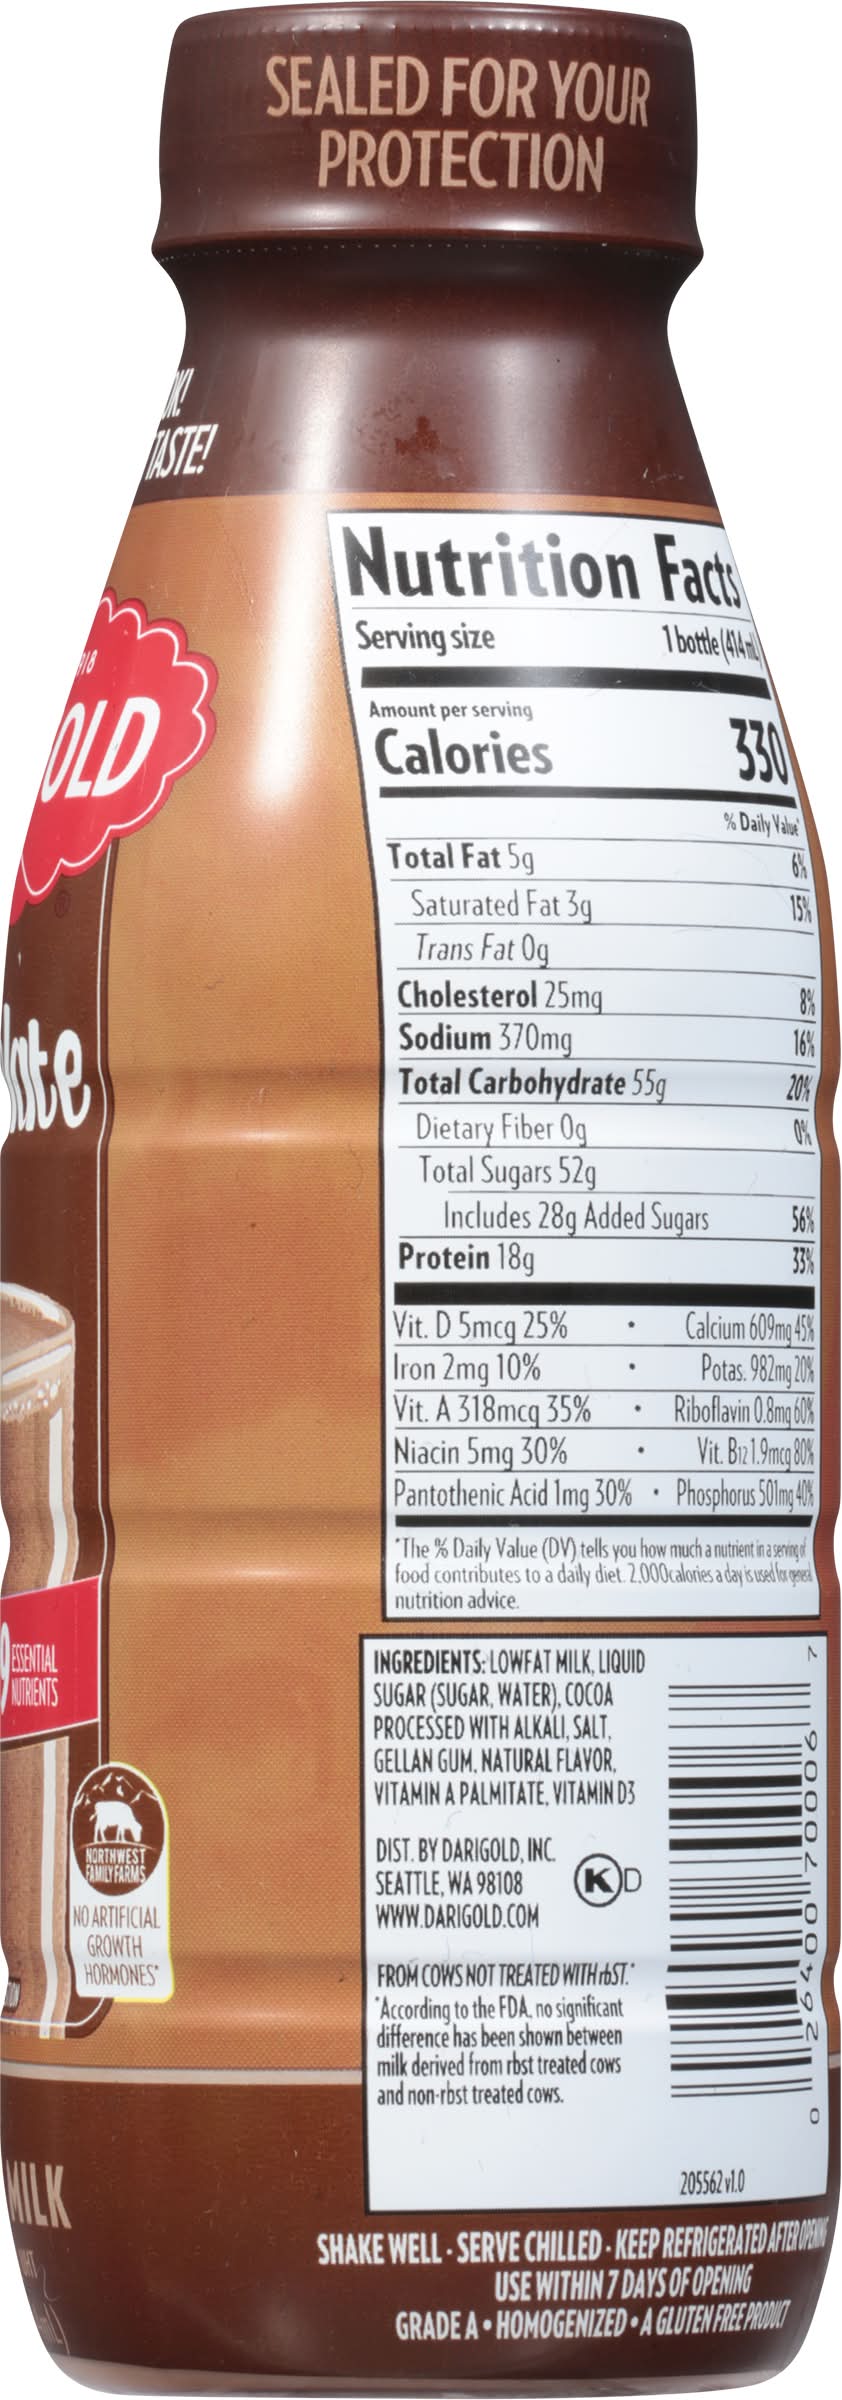 SEALED FOR YOUR
PROTECTION
TASTE!
OLD
Nutrition Facts
Serving size 1 bottle (414 mL
Amount per serving
Calories 330
% Daily Value*
Total Fat 5g 6%
Saturated Fat 3g 15%
Trans Fat 0g
Cholesterol 25mg 8%
Sodium 370mg 16%
Total Carbohydrate 55g 20%
Dietary Fiber 0g 0%
Total Sugars 52g
Includes 28g Added Sugars 56%
Protein 18g 33%
Vit. D 5mcg 25% • Calcium 609mg 45%
Iron 2mg 10% • Potas. 982mg 20%
Vit. A 318mcg 35% • Riboflavin 0.8mg 60%
Niacin 5mg 30% • Vit. B12 1.9mcg 80%
Pantothenic Acid 1mg 30% • Phosphorus 501mg 40%
*The % Daily Value (DV) tells you how much a nutrient in a serving of
food contributes to a daily diet. 2,000calories a day is used for general
nutrition advice.
late
9 ESSENTIAL
NUTRIENTS
NORTHWEST
FAMILY FARMS
NO ARTIFICIAL
GROWTH
HORMONES*
MILK
INGREDIENTS: LOWFAT MILK, LIQUID
SUGAR (SUGAR, WATER), COCOA
PROCESSED WITH ALKALI, SALT,
GELLAN GUM, NATURAL FLAVOR,
VITAMIN A PALMITATE, VITAMIN D3
DIST. BY DARIGOLD, INC.
SEATTLE, WA 98108
WWW.DARIGOLD.COM
K D
FROM COWS NOT TREATED WITH rbST.*
*According to the FDA, no significant
difference has been shown between
milk derived from rbst treated cows
and non-rbst treated cows.
0 26400 70006 7
205562 v1.0
SHAKE WELL · SERVE CHILLED · KEEP REFRIGERATED AFTER OPENING
USE WITHIN 7 DAYS OF OPENING
GRADE A • HOMOGENIZED • A GLUTEN FREE PRODUCT